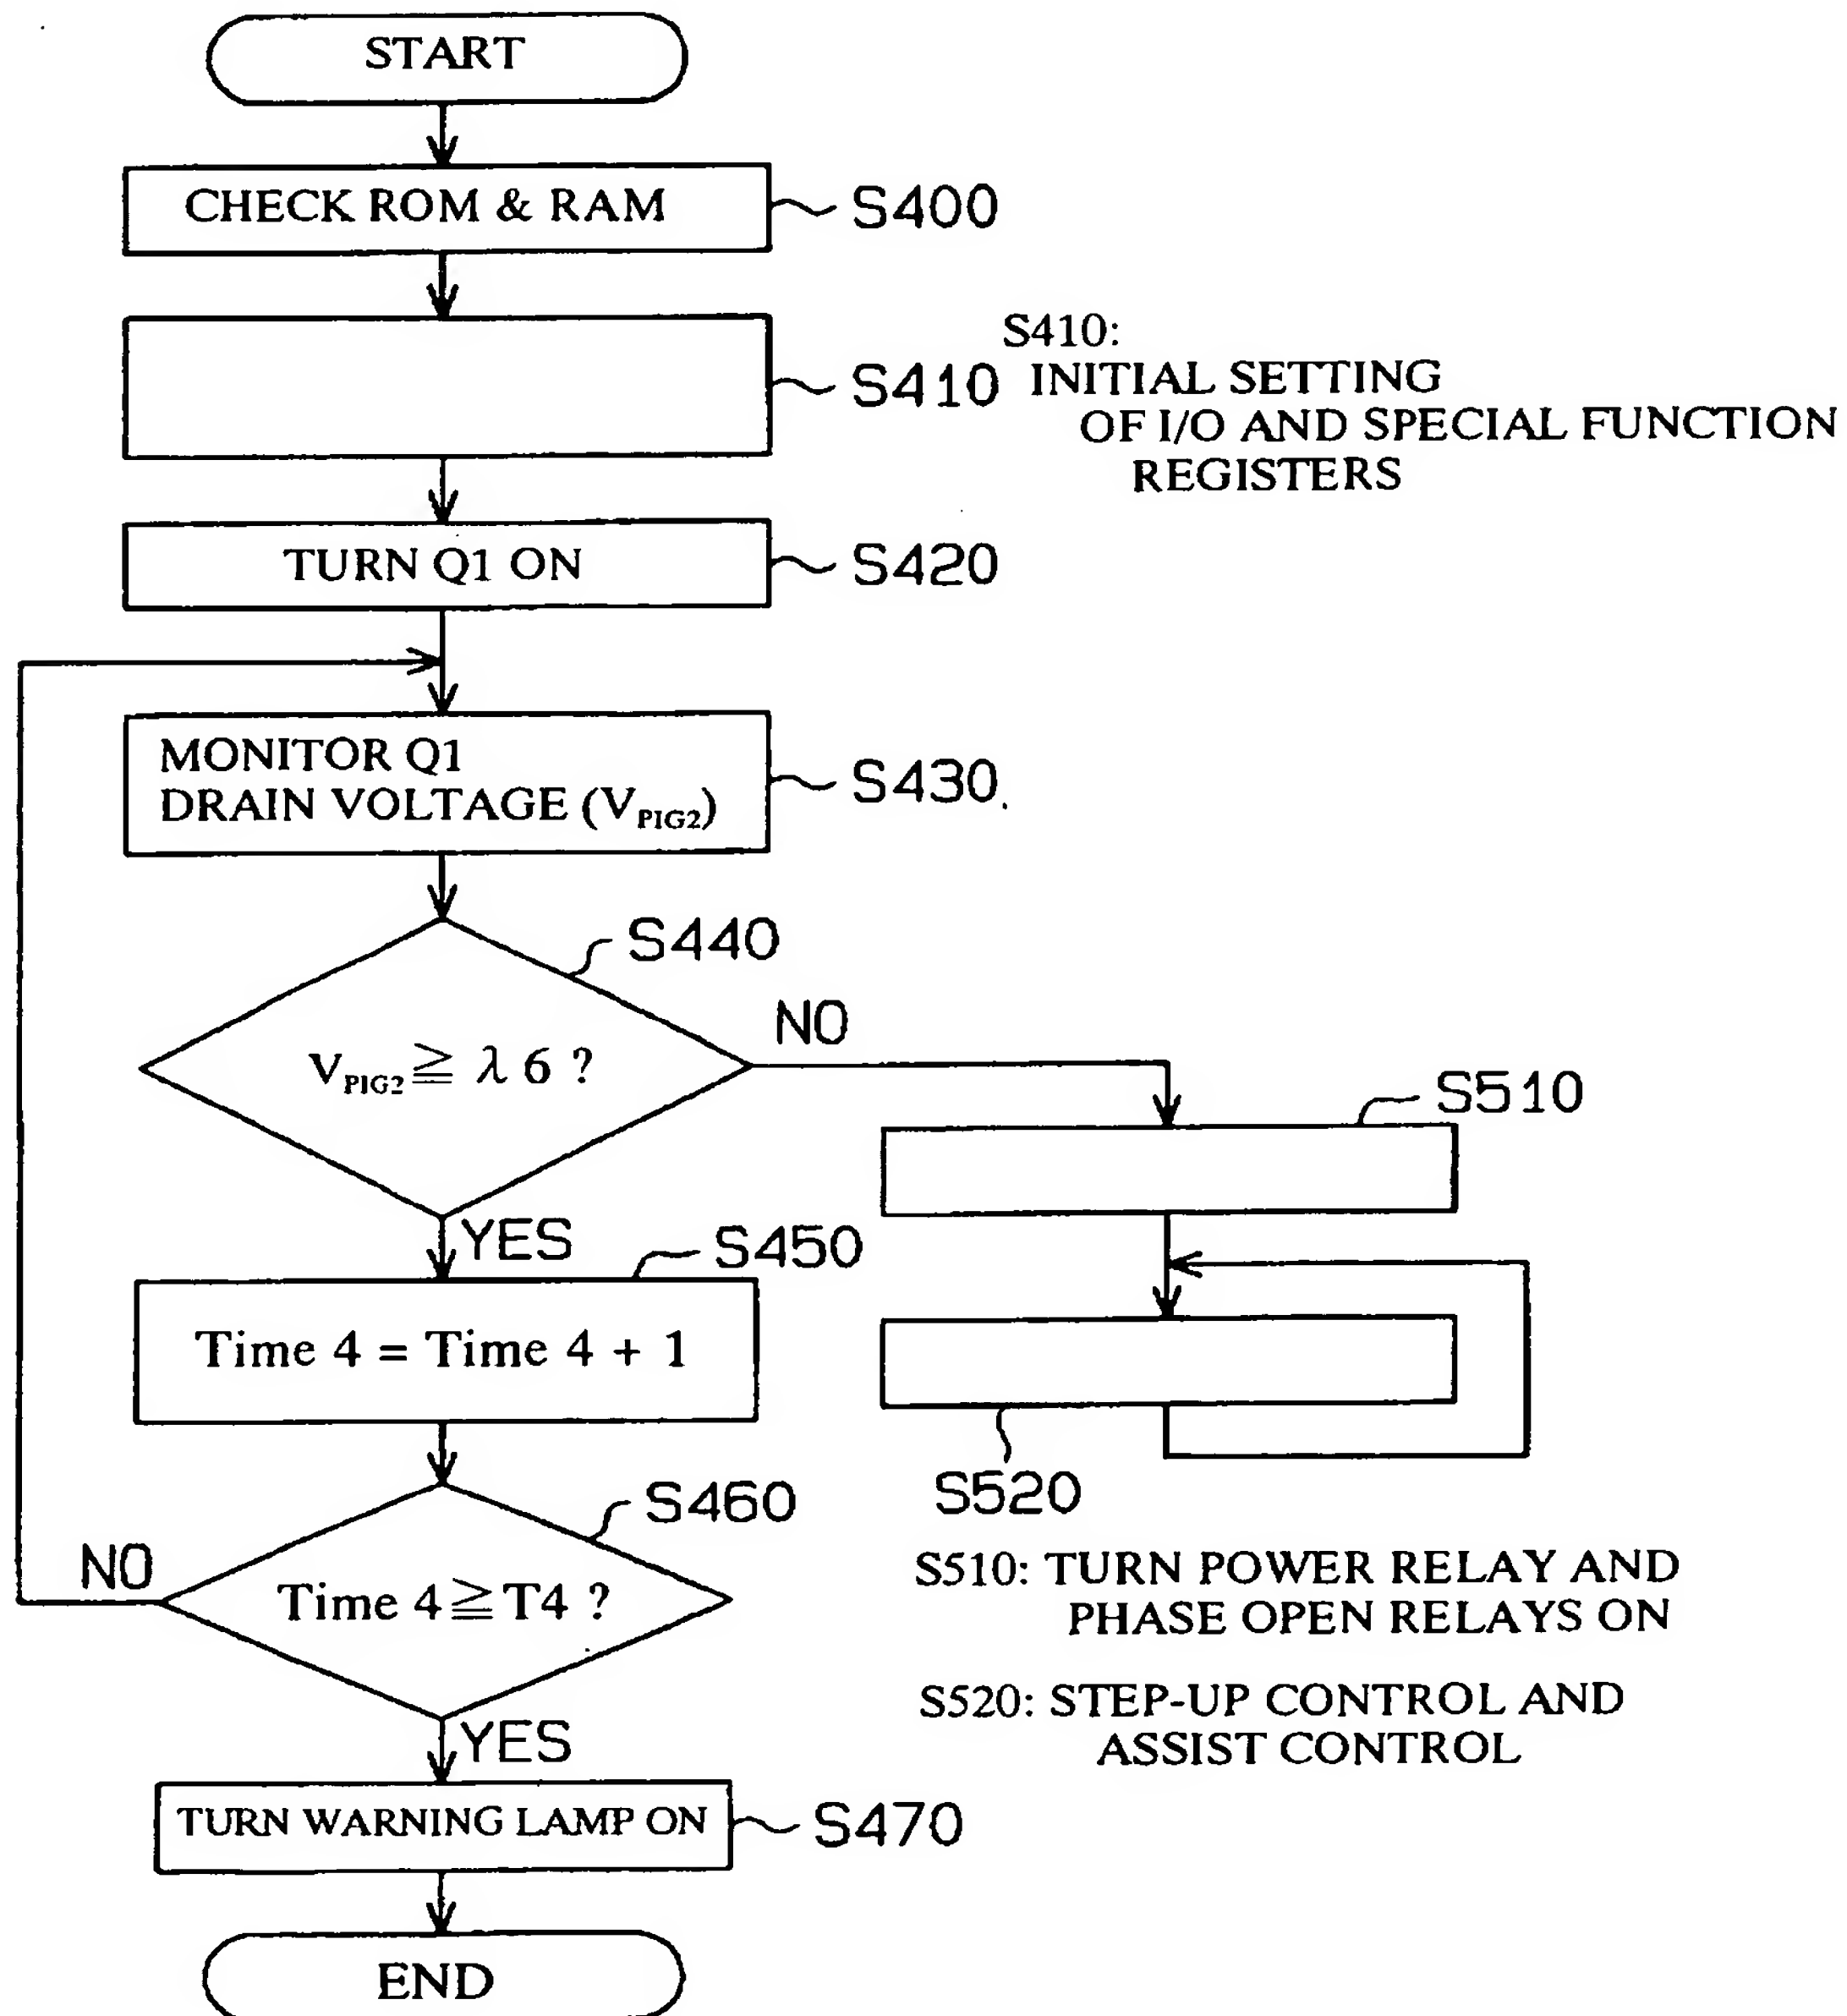 START
CHECK ROM & RAM
S400
S410
S410:
INITIAL SETTING
OF I/O AND SPECIAL FUNCTION
REGISTERS
TURN Q1 ON
S420
MONITOR Q1
DRAIN VOLTAGE (VPIG2)
S430
S440
VPIG2 ≧ λ 6 ?
NO
YES
S510
S450
Time 4 = Time 4 + 1
S520
S460
NO
Time 4 ≧ T4 ?
S510: TURN POWER RELAY AND
PHASE OPEN RELAYS ON
S520: STEP-UP CONTROL AND
ASSIST CONTROL
YES
TURN WARNING LAMP ON
S470
END